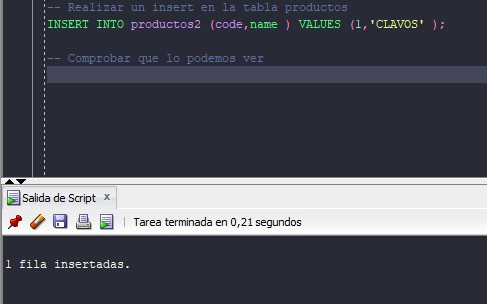 -- Realizar un insert en la tabla productos
INSERT INTO productos2 (code,name ) VALUES (1,'CLAVOS' );
-- Comprobar que lo podemos ver
Salida de Script x
Tarea terminada en 0,21 segundos
1 fila insertadas.